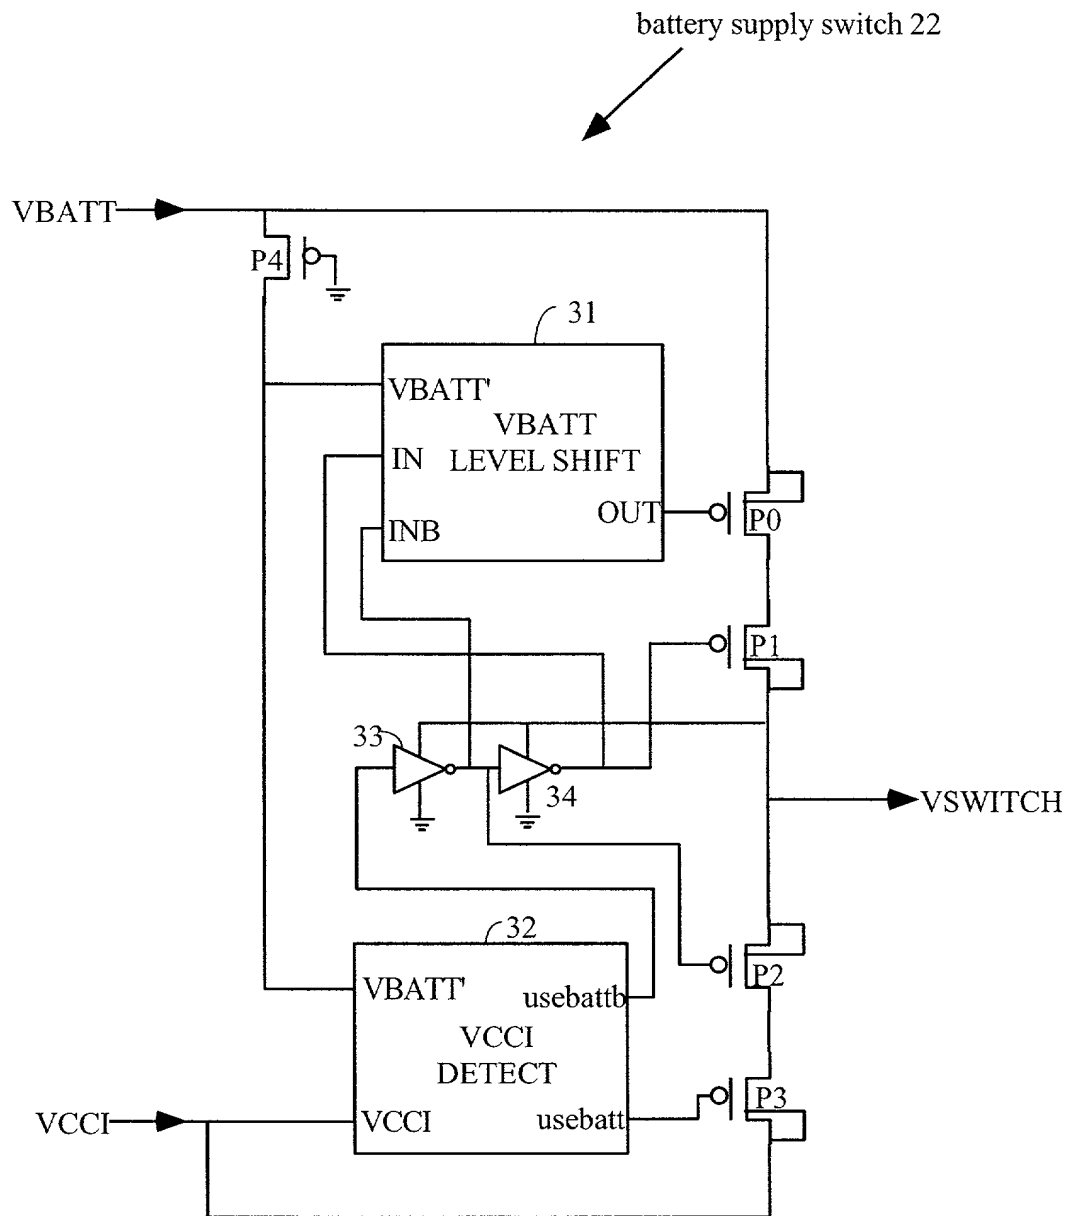 battery supply switch 22
VBATT
P4
31
VBATT'
VBATT
LEVEL SHIFT
IN
OUT
INB
P0
P1
33
34
VSWITCH
32
VBATT'
usebattb
P2
VCCI
DETECT
P3
VCCI
VCCI
usebatt